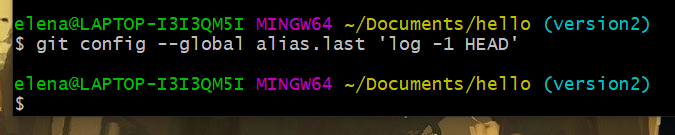 elena@LAPTOP-I3I3QM5I MINGW64 ~/Documents/hello (version2)
$ git config --global alias.last 'log -1 HEAD'
elena@LAPTOP-I3I3QM5I MINGW64 ~/Documents/hello (version2)
$